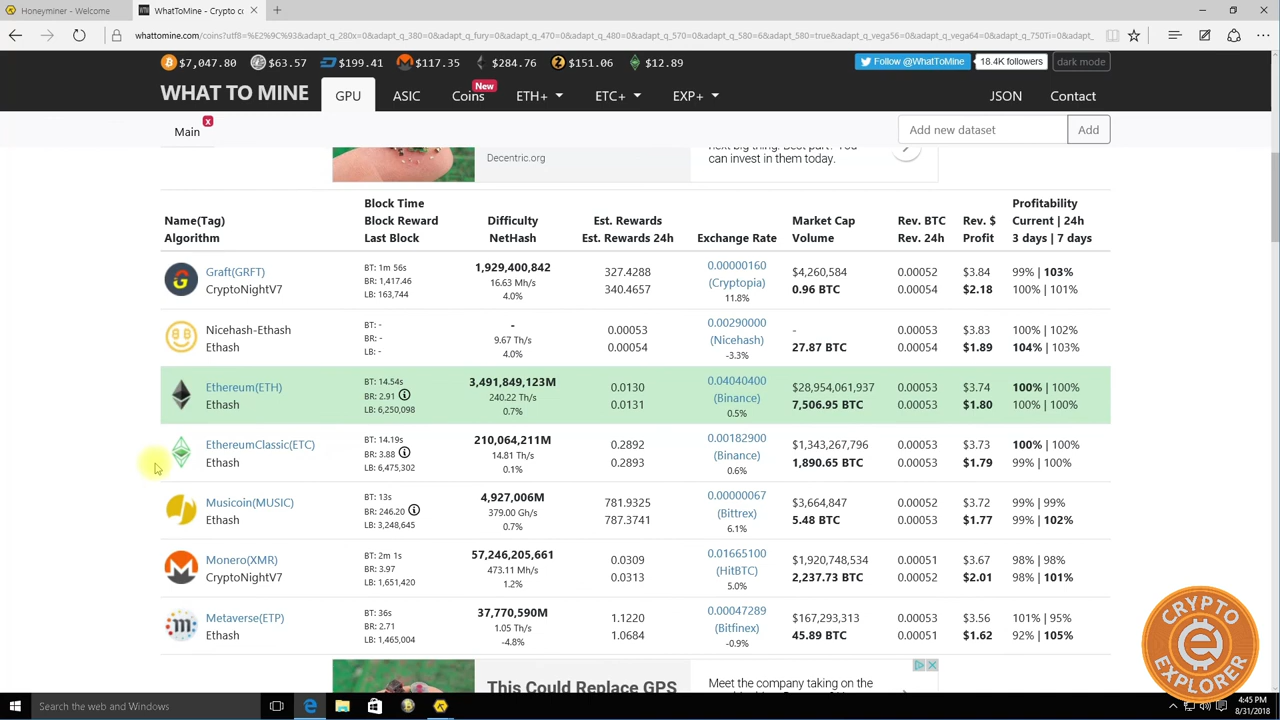 Honeyminer - Welcome
WhatToMine - Crypto co
whattomine.com/coins?utf8=%E2%9C%93&adapt_q_280x=0&adapt_q_380=0&adapt_q_fury=0&adapt_q_470=0&adapt_q_480=0&adapt_q_570=0&adapt_q_580=6&adapt_580=true&adapt_q_vega56=0&adapt_q_vega64=0&adapt_q_750Ti=0&adapt_
$7,047.80 $63.57 $199.41 $117.35 $284.76 $151.06 $12.89
Follow @WhatToMine 18.4K followers dark mode
WHAT TO MINE GPU ASIC Coins New ETH+ ETC+ EXP+ JSON Contact
Main x
Add new dataset Add
next big thing. Best part? You
can invest in them today.
Decentric.org
Name(Tag)
Algorithm
Block Time
Block Reward
Last Block
Difficulty
NetHash
Est. Rewards
Est. Rewards 24h
Exchange Rate
Market Cap
Volume
Rev. BTC
Rev. 24h
Rev. $
Profit
Profitability
Current | 24h
3 days | 7 days
Graft(GRFT)
CryptoNightV7
BT: 1m 56s
BR: 1,417.46
LB: 163,744
1,929,400,842
16.63 Mh/s
4.0%
327.4288
340.4657
0.00000160
(Cryptopia)
11.8%
$4,260,584
0.96 BTC
0.00052
0.00054
$3.84
$2.18
99% | 103%
100% | 101%
Nicehash-Ethash
Ethash
BT: -
BR: -
LB: -
-
9.67 Th/s
4.0%
0.00053
0.00054
0.00290000
(Nicehash)
-3.3%
-
27.87 BTC
0.00053
0.00054
$3.83
$1.89
100% | 102%
104% | 103%
Ethereum(ETH)
Ethash
BT: 14.54s
BR: 2.91
LB: 6,250,098
3,491,849,123M
240.22 Th/s
0.7%
0.0130
0.0131
0.04040400
(Binance)
0.5%
$28,954,061,937
7,506.95 BTC
0.00053
0.00053
$3.74
$1.80
100% | 100%
100% | 100%
EthereumClassic(ETC)
Ethash
BT: 14.19s
BR: 3.88
LB: 6,475,302
210,064,211M
14.81 Th/s
0.1%
0.2892
0.2893
0.00182900
(Binance)
0.6%
$1,343,267,796
1,890.65 BTC
0.00053
0.00053
$3.73
$1.79
100% | 100%
99% | 100%
Musicoin(MUSIC)
Ethash
BT: 13s
BR: 246.20
LB: 3,248,645
4,927,006M
379.00 Gh/s
0.7%
781.9325
787.3741
0.00000067
(Bittrex)
6.1%
$3,664,847
5.48 BTC
0.00052
0.00053
$3.72
$1.77
99% | 99%
99% | 102%
Monero(XMR)
CryptoNightV7
BT: 2m 1s
BR: 3.97
LB: 1,651,420
57,246,205,661
473.11 Mh/s
1.2%
0.0309
0.0313
0.01665100
(HitBTC)
5.0%
$1,920,748,534
2,237.73 BTC
0.00051
0.00052
$3.67
$2.01
98% | 98%
98% | 101%
Metaverse(ETP)
Ethash
BT: 36s
BR: 2.71
LB: 1,465,004
37,770,590M
1.05 Th/s
-4.8%
1.1220
1.0684
0.00047289
(Bitfinex)
-0.9%
$167,293,313
45.89 BTC
0.00053
0.00051
$3.56
$1.62
101% | 95%
92% | 105%
This Could Replace GPS
Meet the company taking on the
CRYPTO
EXPLORER
Search the web and Windows
4:45 PM
8/31/2018